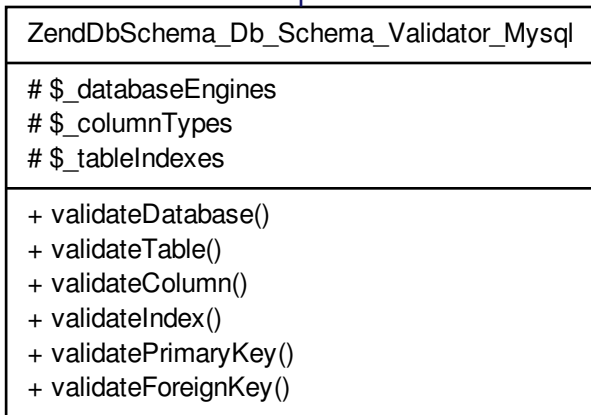 ZendDbSchema_Db_Schema_Validator_Mysql
# $_databaseEngines
# $_columnTypes
# $_tableIndexes
+ validateDatabase()
+ validateTable()
+ validateColumn()
+ validateIndex()
+ validatePrimaryKey()
+ validateForeignKey()